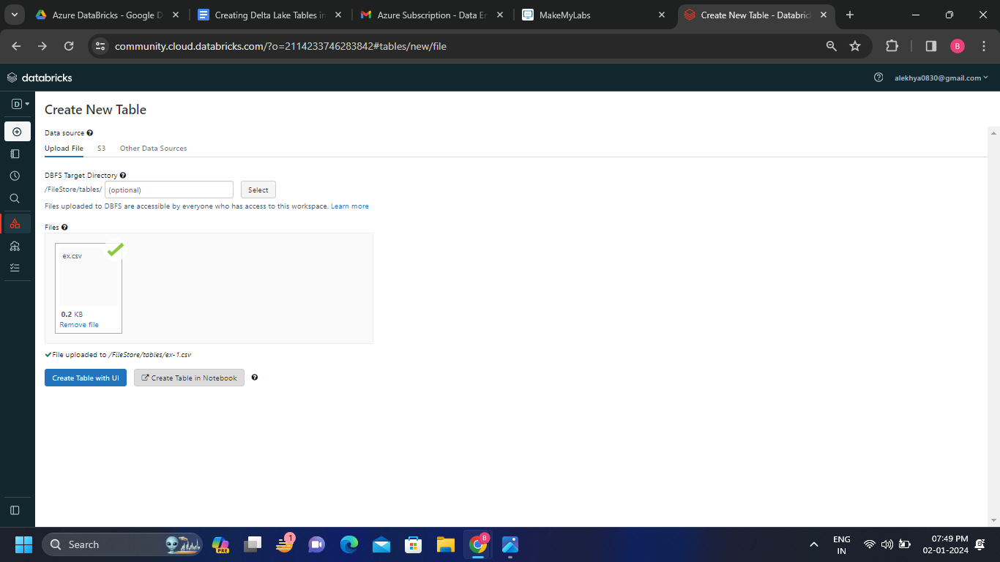 Azure DataBricks - Google D
Creating Delta Lake Tables in
Azure Subscription - Data En
MakeMyLabs
Create New Table - Databric
community.cloud.databricks.com/?o=2114233746283842#tables/new/file
B
databricks
alekhya0830@gmail.com
D
Create New Table
Data source
Upload File S3 Other Data Sources
DBFS Target Directory
/FileStore/tables/ (optional) Select
Files uploaded to DBFS are accessible by everyone who has access to this workspace. Learn more
Files
ex.csv
0.2 KB
Remove file
File uploaded to /FileStore/tables/ex-1.csv
Create Table with UI Create Table in Notebook
Search
PRE
1
B
ENG
IN
07:49 PM
02-01-2024